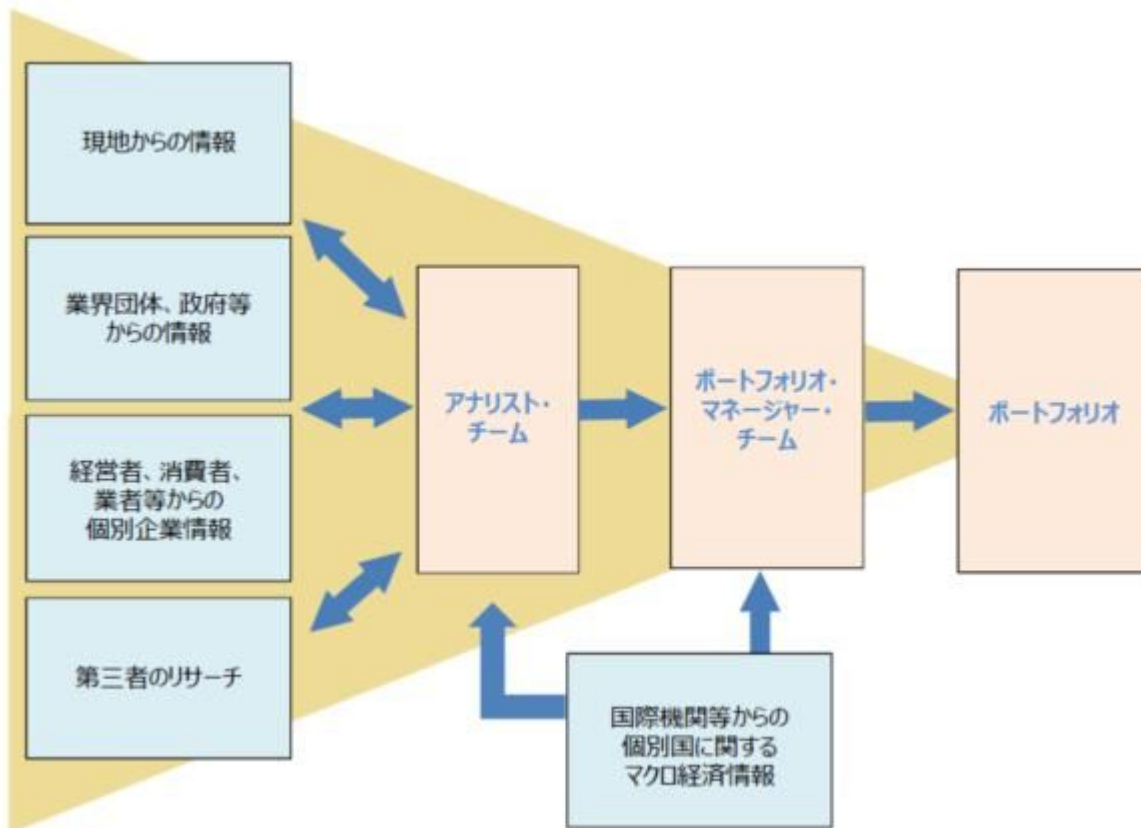 現地からの情報
業界団体、政府等
からの情報
経営者、消費者、
業者等からの
個別企業情報
第三者のリサーチ
アナリスト・
チーム
ポートフォリオ・
マネージャー・
チーム
ポートフォリオ
国際機関等からの
個別国に関する
マクロ経済情報